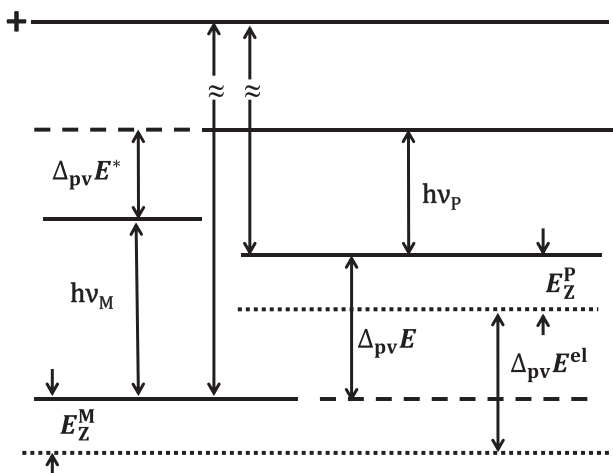 +
≈ ≈
Δ_pv E*
hν_P
hν_M
E_Z^P
Δ_pv E
Δ_pv E^el
E_Z^M